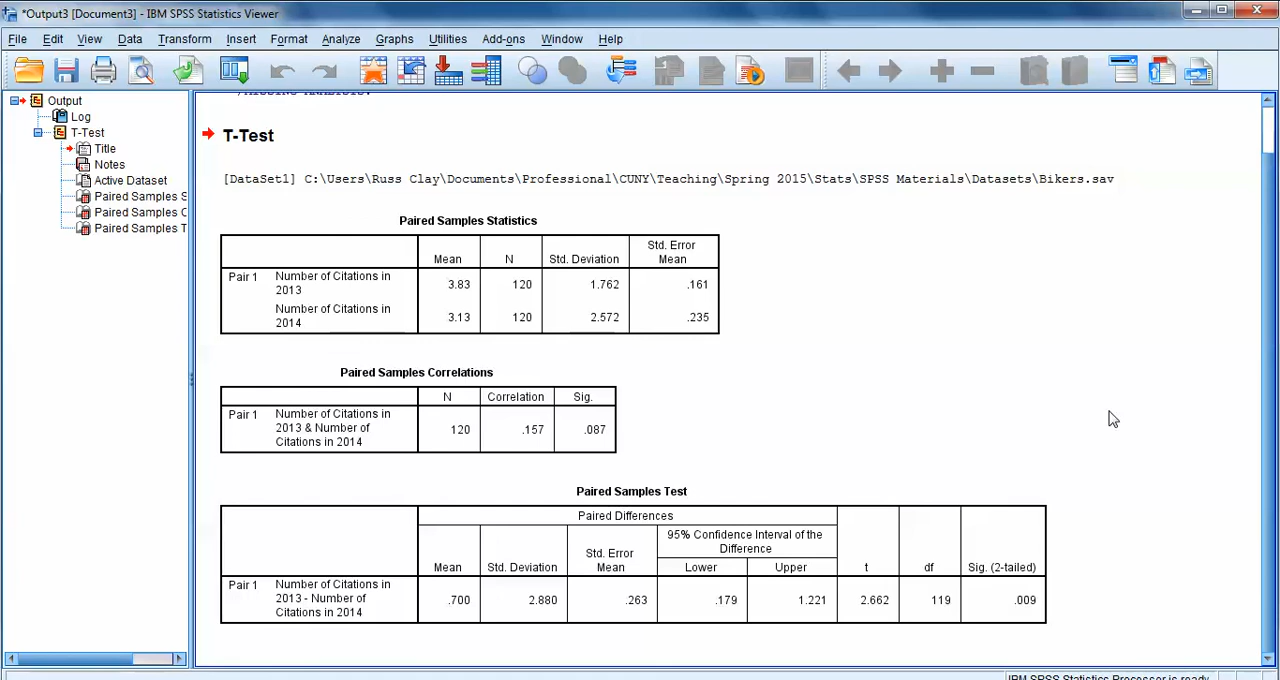 *Output3 [Document3] - IBM SPSS Statistics Viewer
File Edit View Data Transform Insert Format Analyze Graphs Utilities Add-ons Window Help
Output
Log
T-Test
Title
Notes
Active Dataset
Paired Samples S
Paired Samples C
Paired Samples T
/MISSING ANALYSIS.
T-Test
[DataSet1] C:\Users\Russ Clay\Documents\Professional\CUNY\Teaching\Spring 2015\Stats\SPSS Materials\Datasets\Bikers.sav
Paired Samples Statistics
Mean N Std. Deviation Std. Error Mean
Pair 1 Number of Citations in 2013 3.83 120 1.762 .161
Number of Citations in 2014 3.13 120 2.572 .235
Paired Samples Correlations
N Correlation Sig.
Pair 1 Number of Citations in 2013 & Number of Citations in 2014 120 .157 .087
Paired Samples Test
Paired Differences
95% Confidence Interval of the Difference
Mean Std. Deviation Std. Error Mean Lower Upper t df Sig. (2-tailed)
Pair 1 Number of Citations in 2013 - Number of Citations in 2014 .700 2.880 .263 .179 1.221 2.662 119 .009
IBM SPSS Statistics Processor is ready